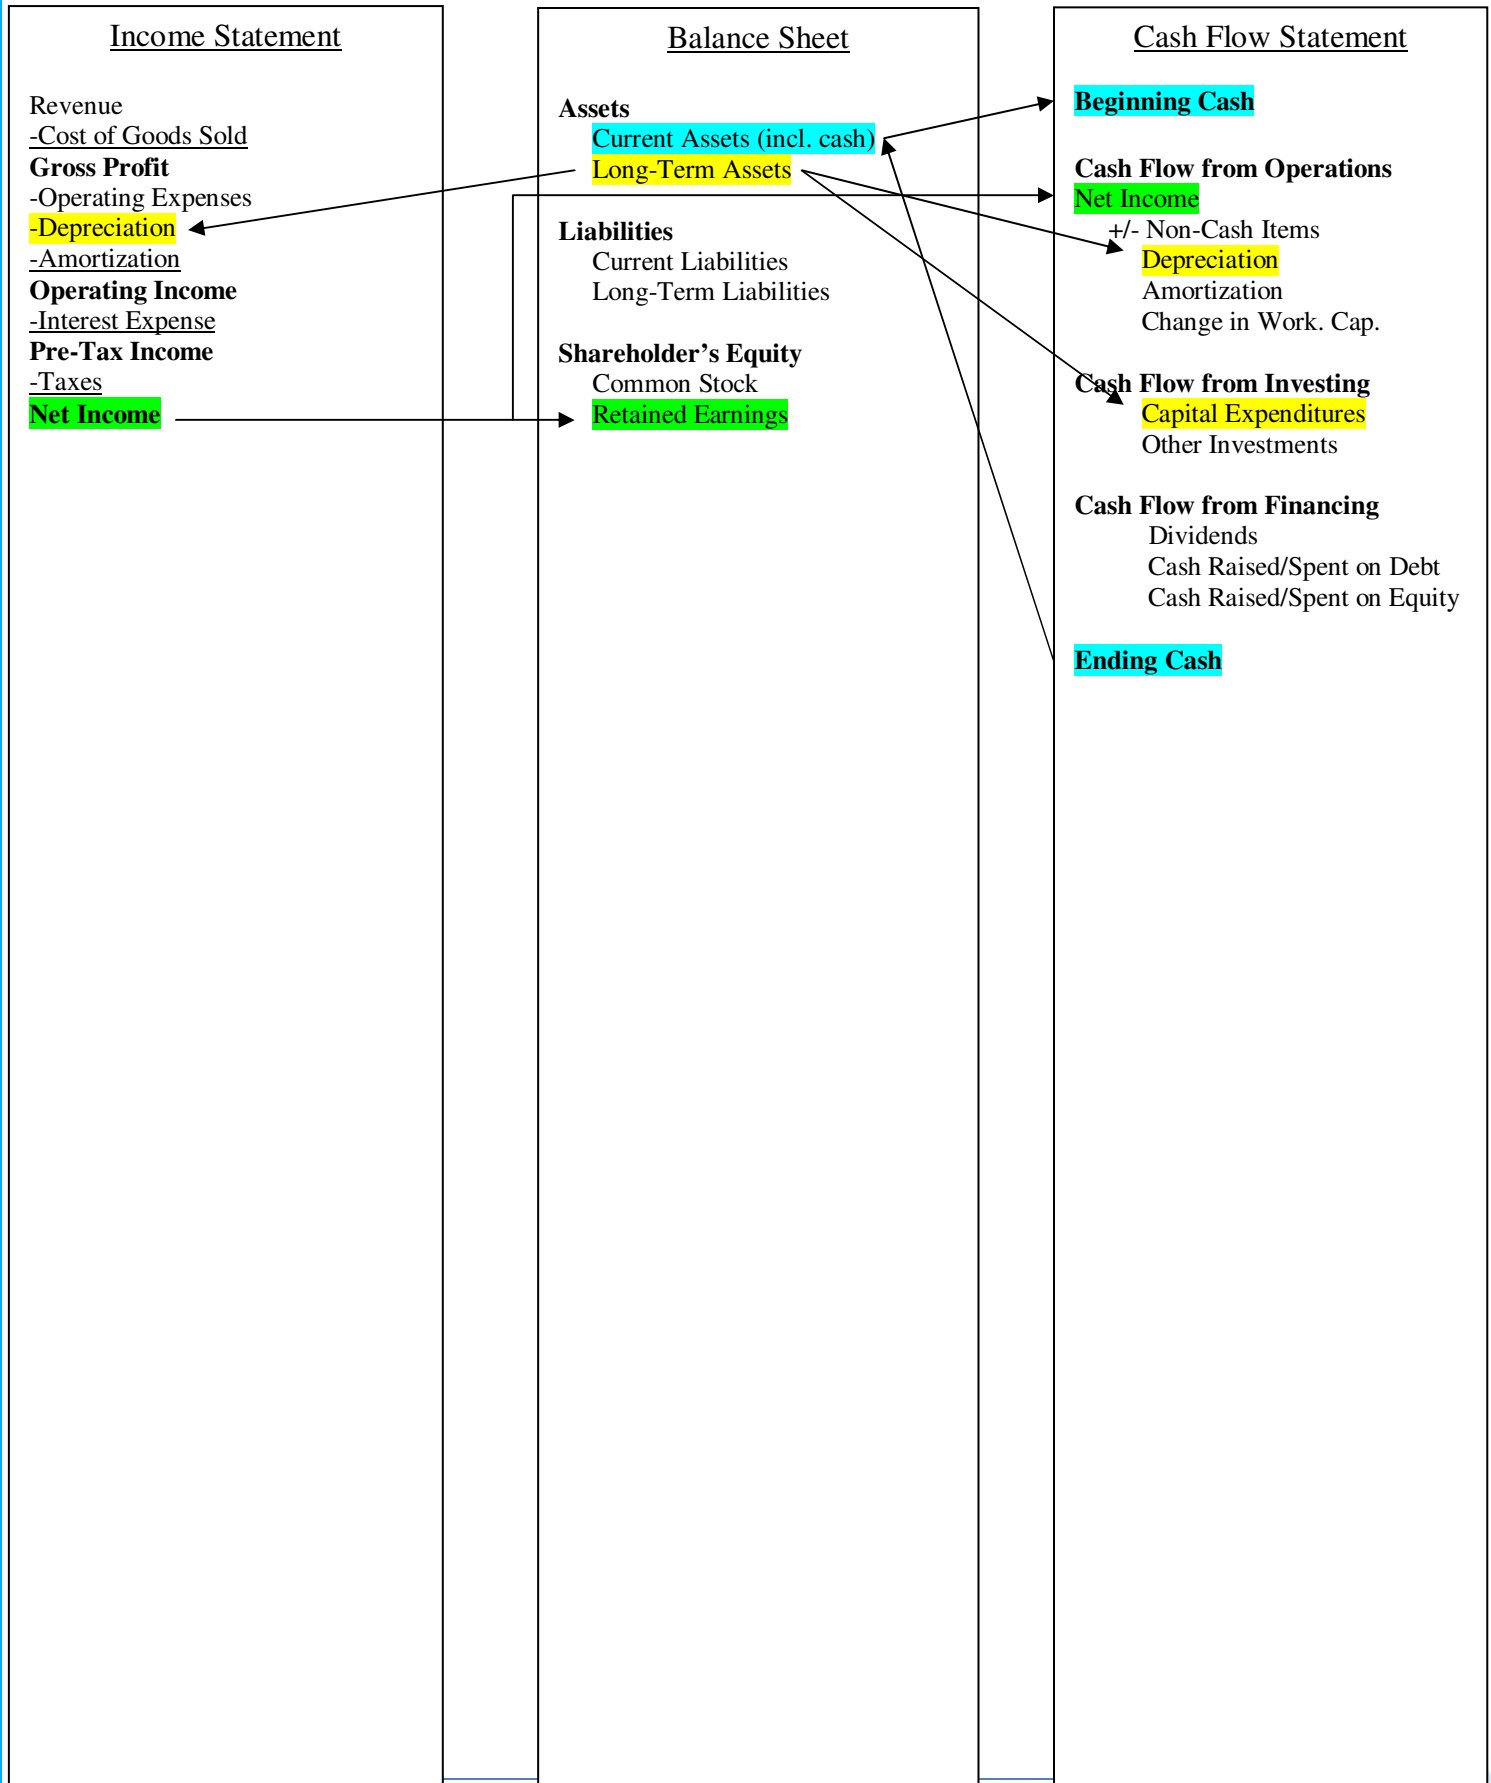 Income Statement
Revenue
-Cost of Goods Sold
Gross Profit
-Operating Expenses
-Depreciation
-Amortization
Operating Income
-Interest Expense
Pre-Tax Income
-Taxes
Net Income
Balance Sheet
Assets
Current Assets (incl. cash)
Long-Term Assets
Liabilities
Current Liabilities
Long-Term Liabilities
Shareholder’s Equity
Common Stock
Retained Earnings
Cash Flow Statement
Beginning Cash
Cash Flow from Operations
Net Income
+/- Non-Cash Items
Depreciation
Amortization
Change in Work. Cap.
Cash Flow from Investing
Capital Expenditures
Other Investments
Cash Flow from Financing
Dividends
Cash Raised/Spent on Debt
Cash Raised/Spent on Equity
Ending Cash